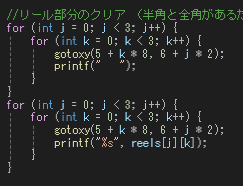 //リール部分のクリア (半角と全角があるた
for (int j = 0; j < 3; j++) {
for (int k = 0; k < 3; k++) {
gotoxy(5 + k * 8, 6 + j * 2);
printf("   ");
}
}
for (int j = 0; j < 3; j++) {
for (int k = 0; k < 3; k++) {
gotoxy(5 + k * 8, 6 + j * 2);
printf("%s", reels[j][k]);
}
}